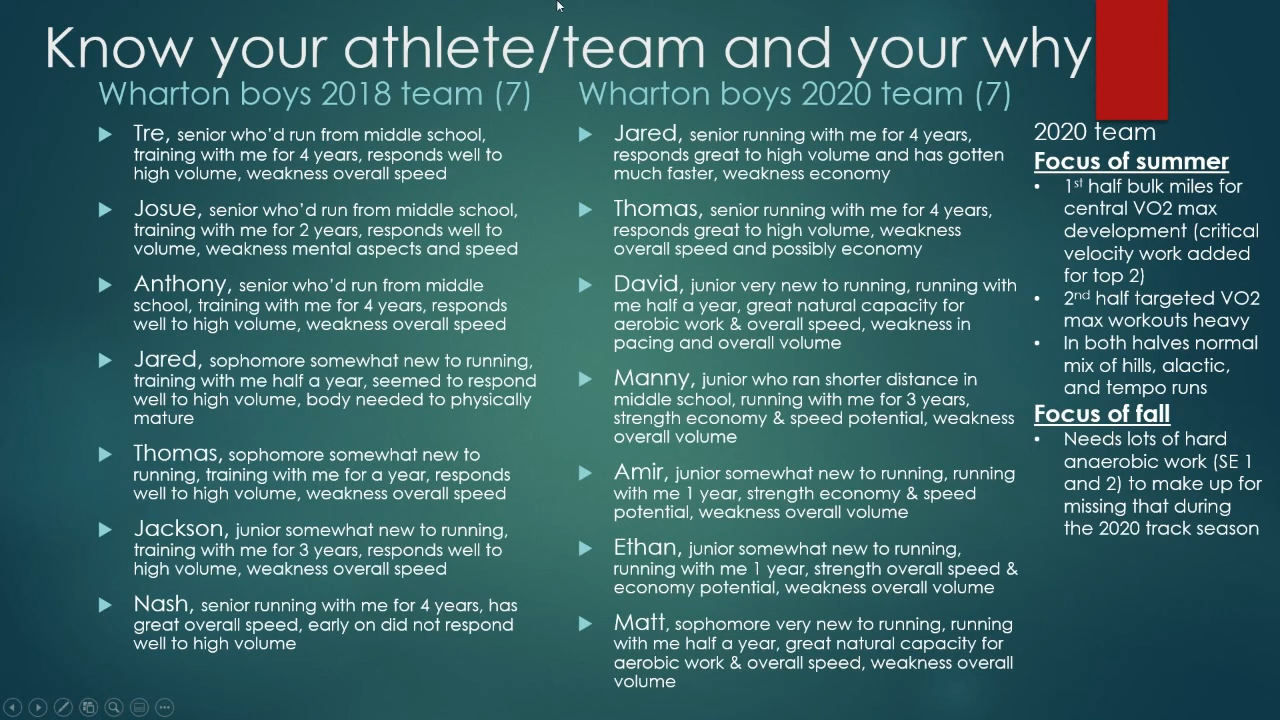 Know your athlete/team and your why
Wharton boys 2018 team (7)
Tre, senior who'd run from middle school,
training with me for 4 years, responds well to
high volume, weakness overall speed
Josue, senior who'd run from middle school,
training with me for 2 years, responds well to
volume, weakness mental aspects and speed
Anthony, senior who'd run from middle
school, training with me for 4 years, responds
well to high volume, weakness overall speed
Jared, sophomore somewhat new to running,
training with me half a year, seemed to respond
well to high volume, body needed to physically
mature
Thomas, sophomore somewhat new to
running, training with me for a year, responds
well to high volume, weakness overall speed
Jackson, junior somewhat new to running,
training with me for 3 years, responds well to
high volume, weakness overall speed
Nash, senior running with me for 4 years, has
great overall speed, early on did not respond
well to high volume
Wharton boys 2020 team (7)
Jared, senior running with me for 4 years,
responds great to high volume and has gotten
much faster, weakness economy
Thomas, senior running with me for 4 years,
responds great to high volume, weakness
overall speed and possibly economy
David, junior very new to running, running with
me half a year, great natural capacity for
aerobic work & overall speed, weakness in
pacing and overall volume
Manny, junior who ran shorter distance in
middle school, running with me for 3 years,
strength economy & speed potential, weakness
overall volume
Amir, junior somewhat new to running, running
with me 1 year, strength economy & speed
potential, weakness overall volume
Ethan, junior somewhat new to running,
running with me 1 year, strength overall speed &
economy potential, weakness overall volume
Matt, sophomore very new to running, running
with me half a year, great natural capacity for
aerobic work & overall speed, weakness overall
volume
2020 team
Focus of summer
• 1st half bulk miles for
central VO2 max
development (critical
velocity work added
for top 2)
• 2nd half targeted VO2
max workouts heavy
• In both halves normal
mix of hills, alactic,
and tempo runs
Focus of fall
• Needs lots of hard
anaerobic work (SE 1
and 2) to make up for
missing that during
the 2020 track season